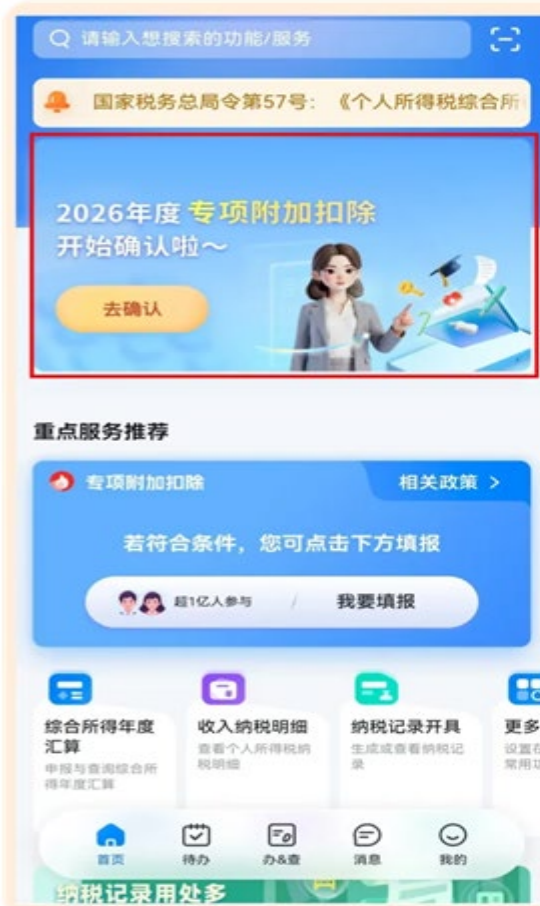 请输入想搜索的功能/服务
国家税务总局令第57号：《个人所得税综合所
2026年度专项附加扣除
开始确认啦～
去确认
重点服务推荐
专项附加扣除
相关政策 >
若符合条件，您可点击下方填报
超1亿人参与 / 我要填报
综合所得年度汇算
收入纳税明细
纳税记录开具
更多
申报与查询综合所得年度汇算
查看个人所得税纳税明细
生成或查看纳税记录
设置在
常用功
首页
待办
办&查
消息
我的
纳税记录用处多